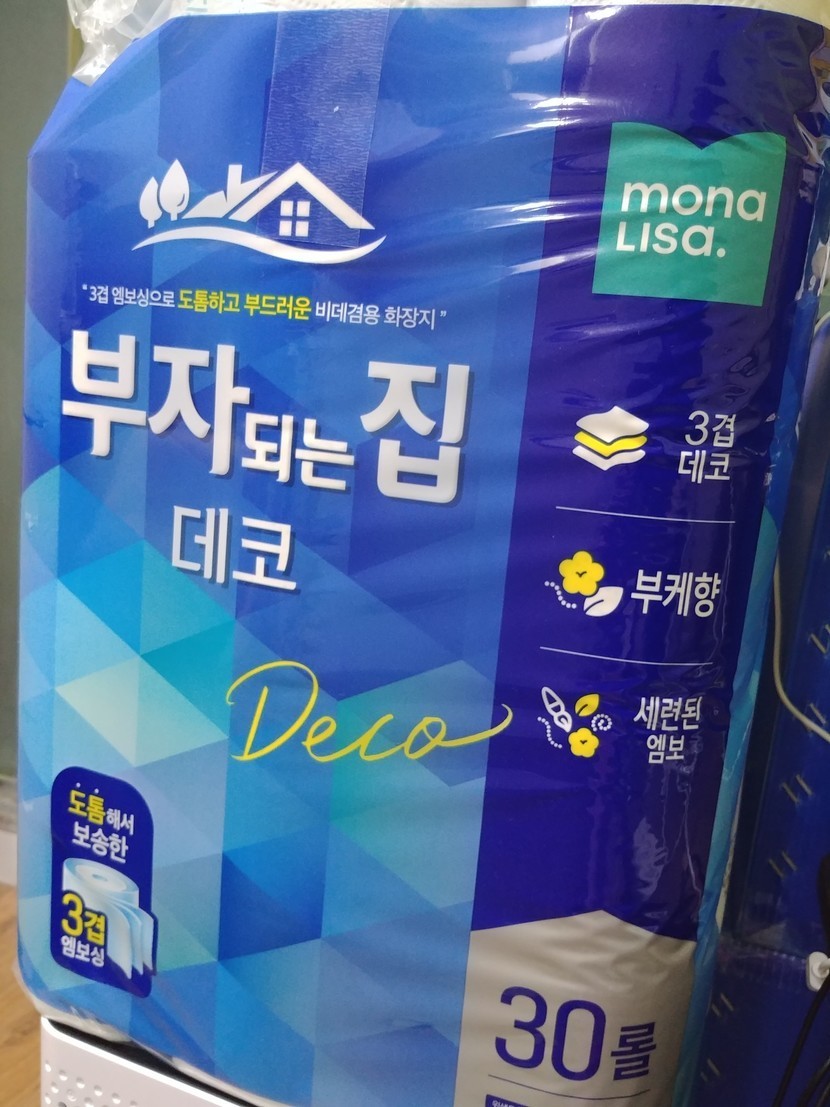 mona
LISa.
" 3겹 엠보싱으로 도톰하고 부드러운 비데겸용 화장지 "
부자되는 집
데코
Deco
3겹
데코
부케향
세련된
엠보
도톰해서
보송한
3겹
엠보싱
30롤